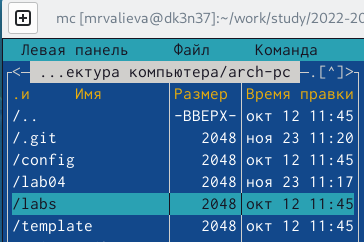 mc [mrvalieva@dk3n37]:~/work/study/2022-20
Левая панель Файл Команда
<— ...ектура компьютера/arch-pc —.[^]>
.и Имя Размер Время правки
/.. -ВВЕРХ- окт 12 11:45
/.git 2048 ноя 23 11:20
/config 2048 окт 12 11:45
/lab04 2048 ноя 23 11:17
/labs 2048 окт 12 11:45
/template 2048 окт 12 11:45